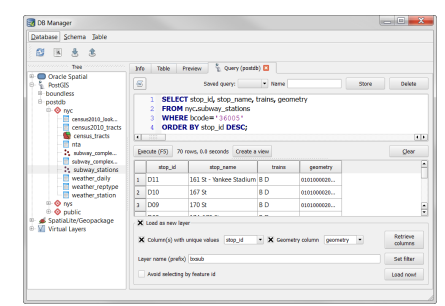 DB Manager
Database Schema Table
Tree
Oracle Spatial
PostGIS
boundless
postdb
nyc
census2010_look...
census2010_tracts
census_tracts
nta
subway_comple...
subway_complex...
subway_stations
weather_daily
weather_reptype
weather_station
nys
public
SpatiaLite/Geopackage
Virtual Layers
Info Table Preview Query (postdb)
Saved query: Name Store Delete
1 SELECT stop_id, stop_name, trains, geometry
2 FROM nyc.subway_stations
3 WHERE bcode='36005'
4 ORDER BY stop_id DESC;
Execute (F5) 70 rows, 0.0 seconds Create a view Clear
stop_id stop_name trains geometry
1 D11 161 St - Yankee Stadium B D 0101000020...
2 D10 167 St B D 0101000020...
3 D09 170 St B D 0101000020...
Load as new layer
Column(s) with unique values stop_id Geometry column geometry Retrieve columns
Layer name (prefix) bxsub Set filter
Avoid selecting by feature id Load now!